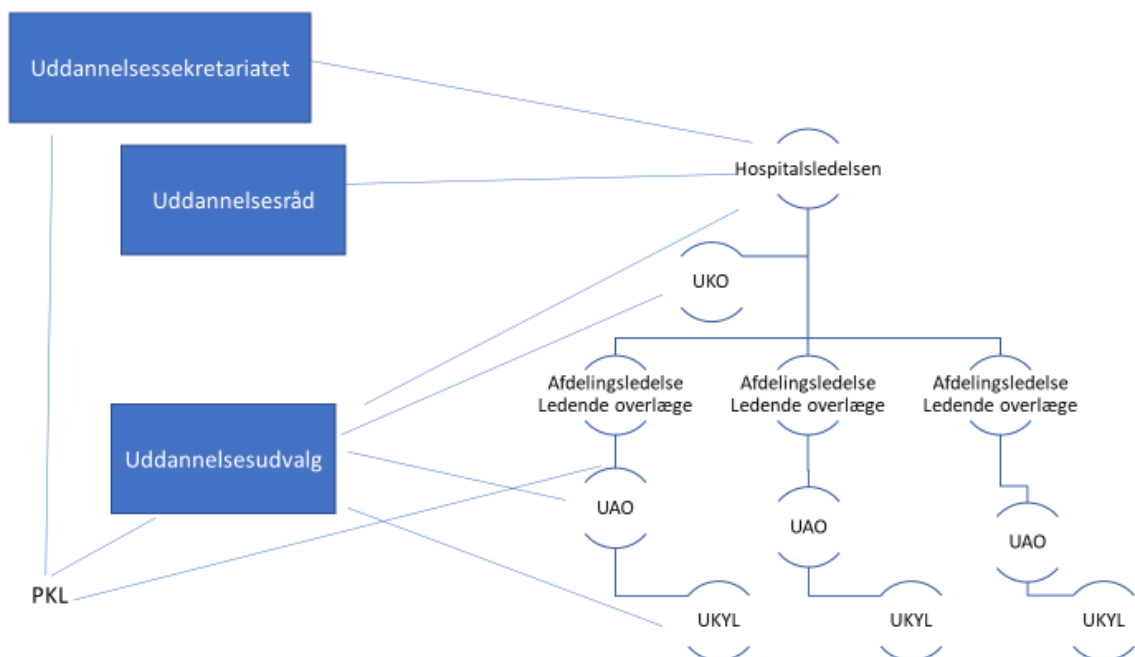 Uddannelsessekretariatet
Uddannelsesråd
Hospitalsledelsen
UKO
Afdelingsledelse
Ledende overlæge
Afdelingsledelse
Ledende overlæge
Afdelingsledelse
Ledende overlæge
Uddannelsesudvalg
UAO
UAO
UAO
PKL
UKYL
UKYL
UKYL